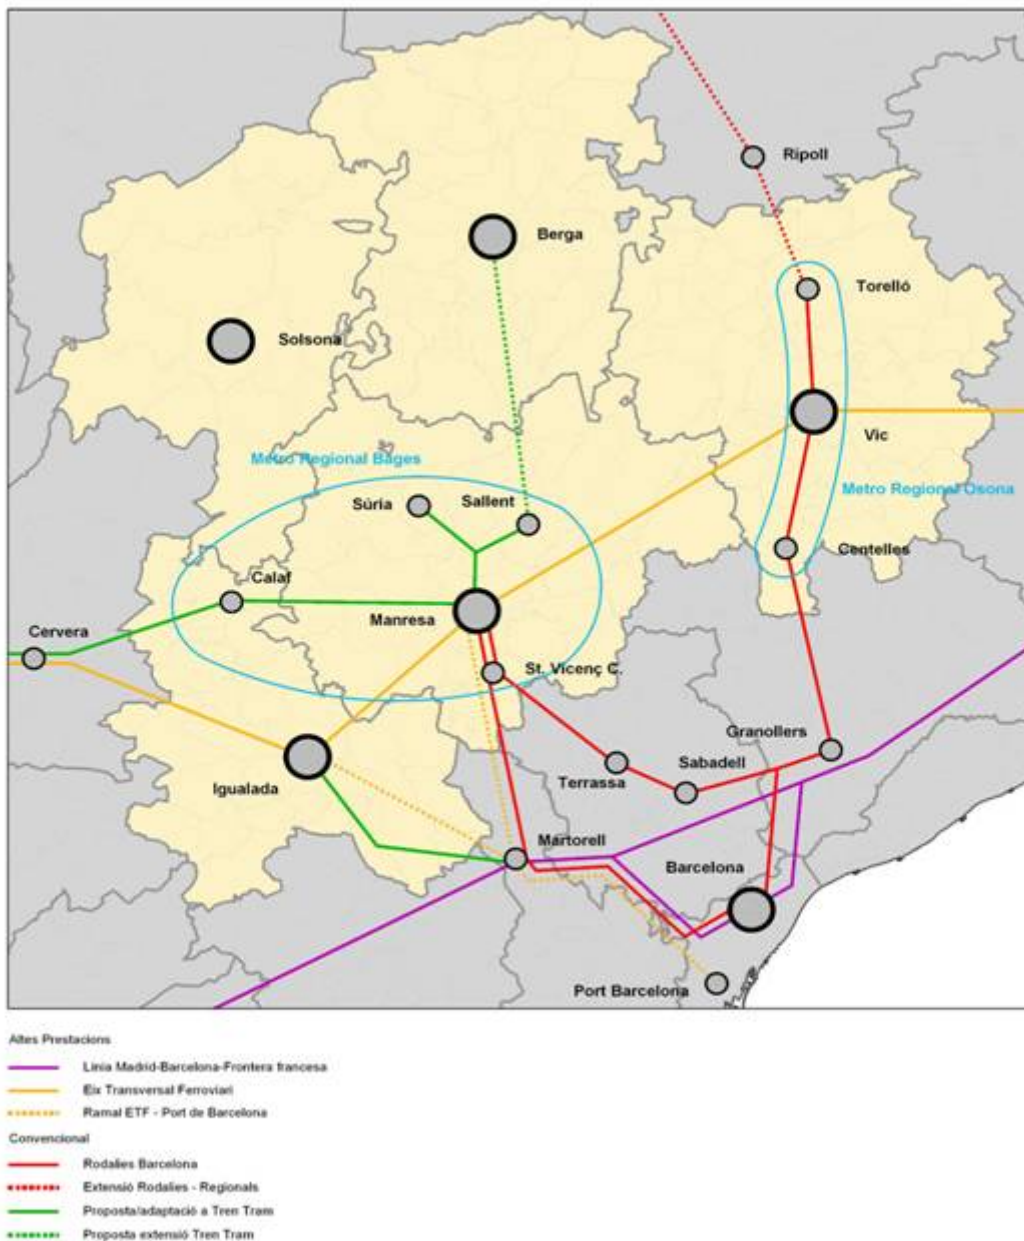 Ripoll
Berga
Torelló
Solsona
Vic
Metro Regional Bages
Metro Regional Osona
Súria
Sallent
Centelles
Calaf
Manresa
Cervera
St. Vicenç C.
Granollers
Sabadell
Terrassa
Igualada
Martorell
Barcelona
Port Barcelona
Altes Prestacions
Linia Madrid-Barcelona-Frontera francesa
Eix Transversal Ferroviari
Ramal ETF - Port de Barcelona
Convencional
Rodalies Barcelona
Extensió Rodalies - Regionals
Proposta/adaptació a Tren Tram
Proposta extensió Tren Tram